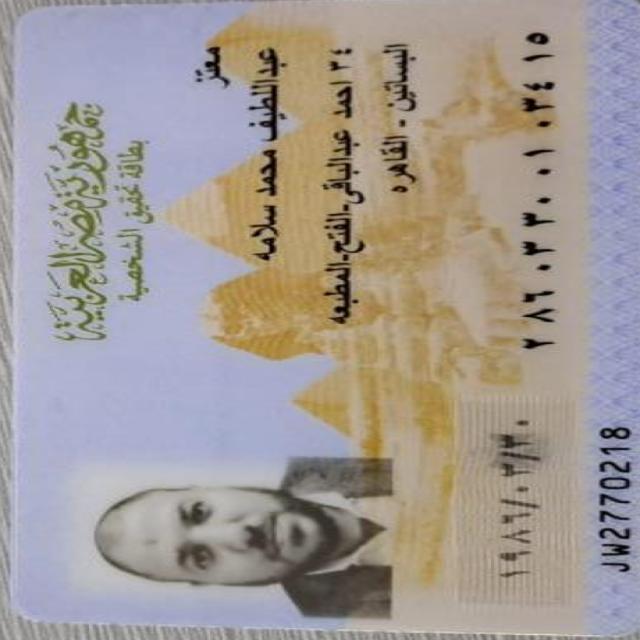 جمهورية مصر العربية
بطاقة تحقيق الشخصية
معتز
عبداللطيف محمد سلامه
٣٤ احمد عبدالباقى-الفتح-المطبعه
البساتين - القاهره
٢ ٨٦ ٠٣ ٣٠ ٠١ ٠٣٤ ١٥
١٩٨٦/٠٣/٣٠
JW2770218